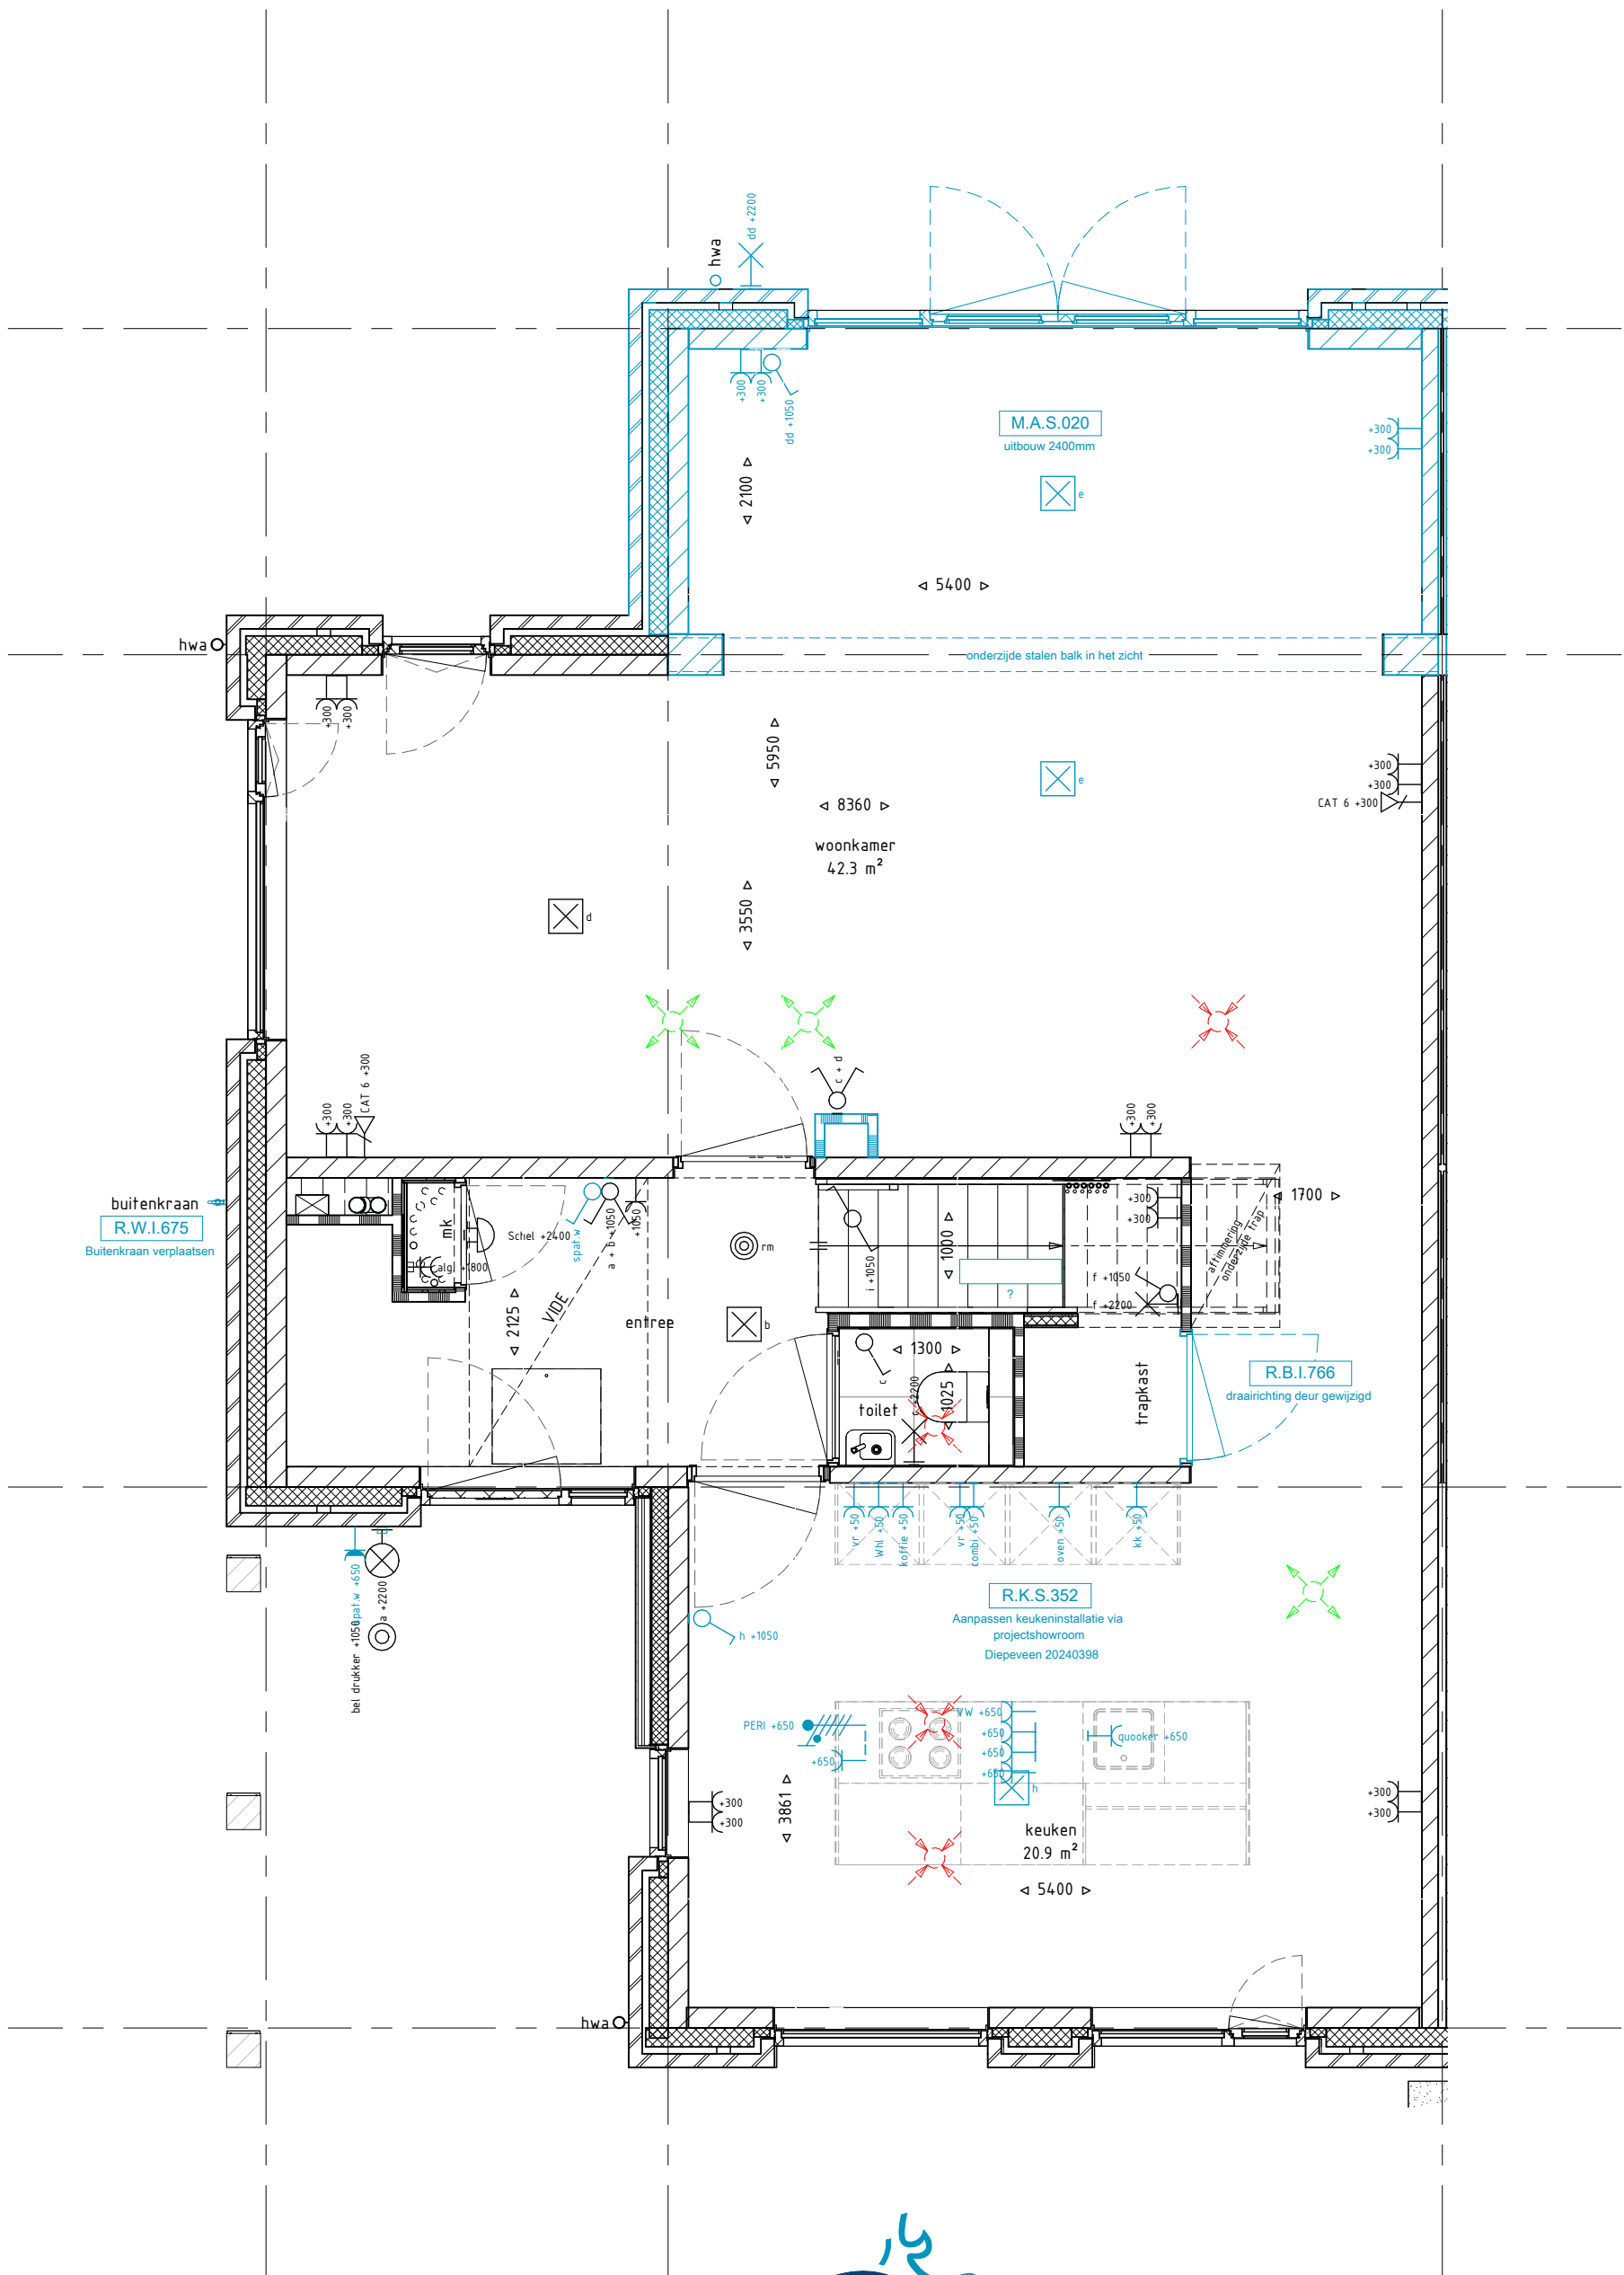 dd +2200
hwa
+300
+300
dd +1050
M.A.S.020
uitbouw 2400mm
+300
+300
2100
e
5400
hwa
onderzijde stalen balk in het zicht
+300
+300
5950
e
+300
+300
CAT 6 +300
8360
woonkamer
42.3 m²
3550
d
c + d
+300
+300
CAT 6 +300
+300
+300
buitenkraan
R.W.I.675
Buitenkraan verplaatsen
mk
Schel +2400
spat.w
a + b +1050
+1050
rm
i +1050
1000
+300
+300
1700
aftimmering
onderzijde trap
algl +1800
f +1050
f +2200
?
2125
VIDE
entree
b
1300
c
c +2200
1025
toilet
trapkast
R.B.I.766
draairichting deur gewijzigd
vr +50
Whl +50
koffie +50
vr +50
combi +50
oven +50
kk +50
bel drukker +1050
spat.w +650
a +2200
R.K.S.352
Aanpassen keukeninstallatie via
projectshowroom
Diepeveen 20240398
h +1050
PERI +650
+650
VW +650
+650
+650
+650
quooker +650
h
+300
+300
3861
+300
+300
keuken
20.9 m²
5400
hwa